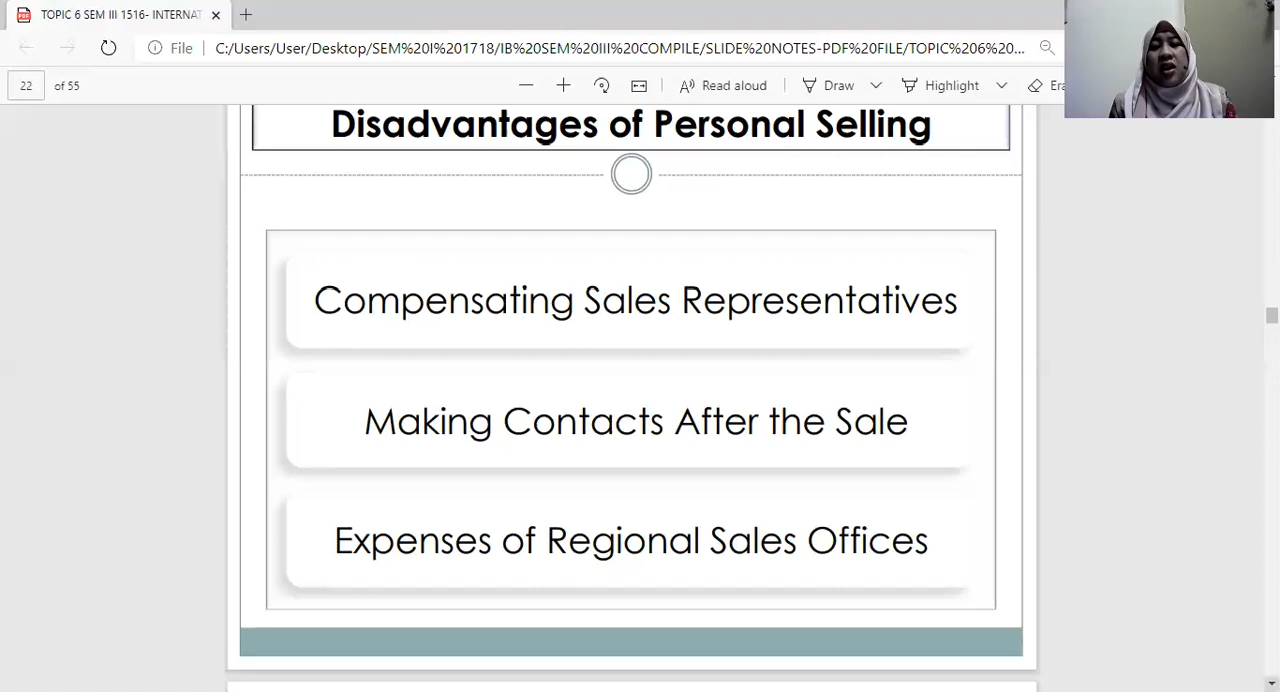 TOPIC 6 SEM III 1516- INTERNAT
File
C:/Users/User/Desktop/SEM%20I%201718/IB%20SEM%20III%20COMPILE/SLIDE%20NOTES-PDF%20FILE/TOPIC%206%20...
22 of 55
Read aloud
Draw
Highlight
Era
Disadvantages of Personal Selling
Compensating Sales Representatives
Making Contacts After the Sale
Expenses of Regional Sales Offices